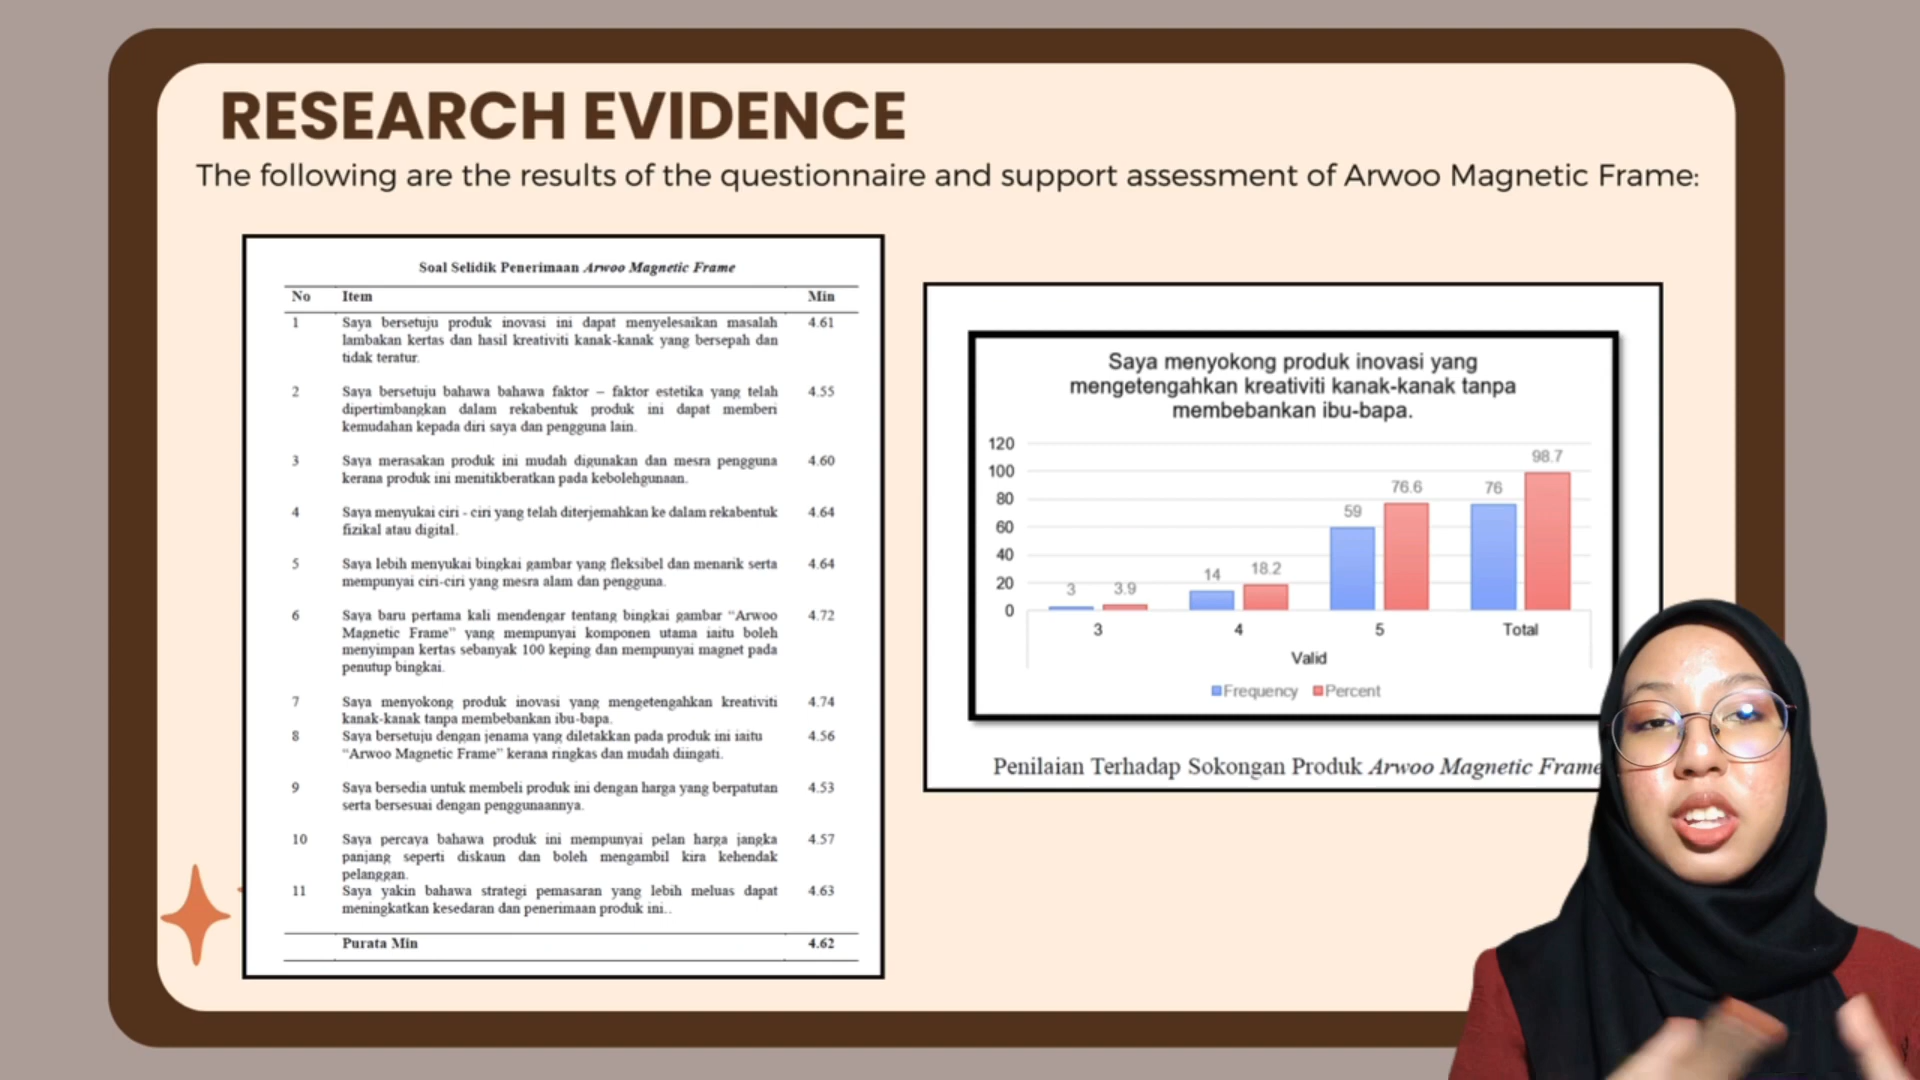 RESEARCH EVIDENCE
The following are the results of the questionnaire and support assessment of Arwoo Magnetic Frame:
Soal Selidik Penerimaan Arwoo Magnetic Frame
No Item Min
1 Saya bersetuju produk inovasi ini dapat menyelesaikan masalah 4.61
lambakan kertas dan hasil kreativiti kanak-kanak yang bersepah dan
tidak teratur.
2 Saya bersetuju bahawa bahawa faktor – faktor estetika yang telah 4.55
dipertimbangkan dalam rekabentuk produk ini dapat memberi
kemudahan kepada diri saya dan pengguna lain.
3 Saya merasakan produk ini mudah digunakan dan mesra pengguna 4.60
kerana produk ini menitikberatkan pada kebolehgunaan.
4 Saya menyukai ciri - ciri yang telah diterjemahkan ke dalam rekabentuk 4.64
fizikal atau digital.
5 Saya lebih menyukai bingkai gambar yang fleksibel dan menarik serta 4.64
mempunyai ciri-ciri yang mesra alam dan pengguna.
6 Saya baru pertama kali mendengar tentang bingkai gambar “Arwoo 4.72
Magnetic Frame” yang mempunyai komponen utama iaitu boleh
menyimpan kertas sebanyak 100 keping dan mempunyai magnet pada
penutup bingkai.
7 Saya menyokong produk inovasi yang mengetengahkan kreativiti 4.74
kanak-kanak tanpa membebankan ibu-bapa.
8 Saya bersetuju dengan jenama yang diletakkan pada produk ini iaitu 4.56
“Arwoo Magnetic Frame” kerana ringkas dan mudah diingati.
9 Saya bersedia untuk membeli produk ini dengan harga yang berpatutan 4.53
serta bersesuai dengan penggunaannya.
10 Saya percaya bahawa produk ini mempunyai pelan harga jangka 4.57
panjang seperti diskaun dan boleh mengambil kira kehendak
pelanggan.
11 Saya yakin bahawa strategi pemasaran yang lebih meluas dapat 4.63
meningkatkan kesedaran dan penerimaan produk ini..
Purata Min 4.62
Saya menyokong produk inovasi yang
mengetengahkan kreativiti kanak-kanak tanpa
membebankan ibu-bapa.
120
100
80
60
40
20
0
3 3.9
14 18.2
59 76.6
76 98.7
3 4 5 Total
Valid
Frequency Percent
Penilaian Terhadap Sokongan Produk Arwoo Magnetic Frame